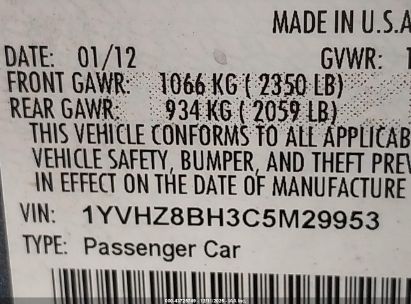 MADE IN U.S.A
DATE: 01/12 GVWR: 1
FRONT GAWR: 1066 KG ( 2350 LB)
REAR GAWR: 934 KG ( 2059 LB)
THIS VEHICLE CONFORMS TO ALL APPLICAB
VEHICLE SAFETY, BUMPER, AND THEFT PREV
IN EFFECT ON THE DATE OF MANUFACTURE
VIN: 1YVHZ8BH3C5M29953
TYPE: Passenger Car